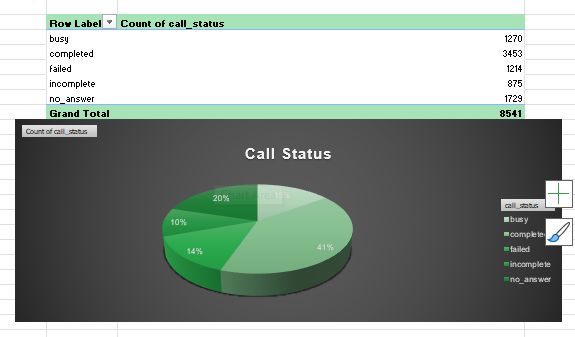 Row Label Count of call_status
busy 1270
completed 3453
failed 1214
incomplete 875
no_answer 1729
Grand Total 8541
Count of call_status
Call Status
20%
10%
14%
41%
call_status
busy
complete
failed
incomplete
no_answer